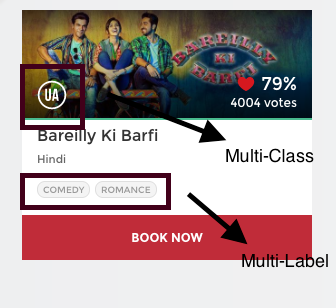 BAREILLY
KI
BARFI
UA
79%
4004 votes
Bareilly Ki Barfi
Multi-Class
Hindi
COMEDY ROMANCE
BOOK NOW
Multi-Label